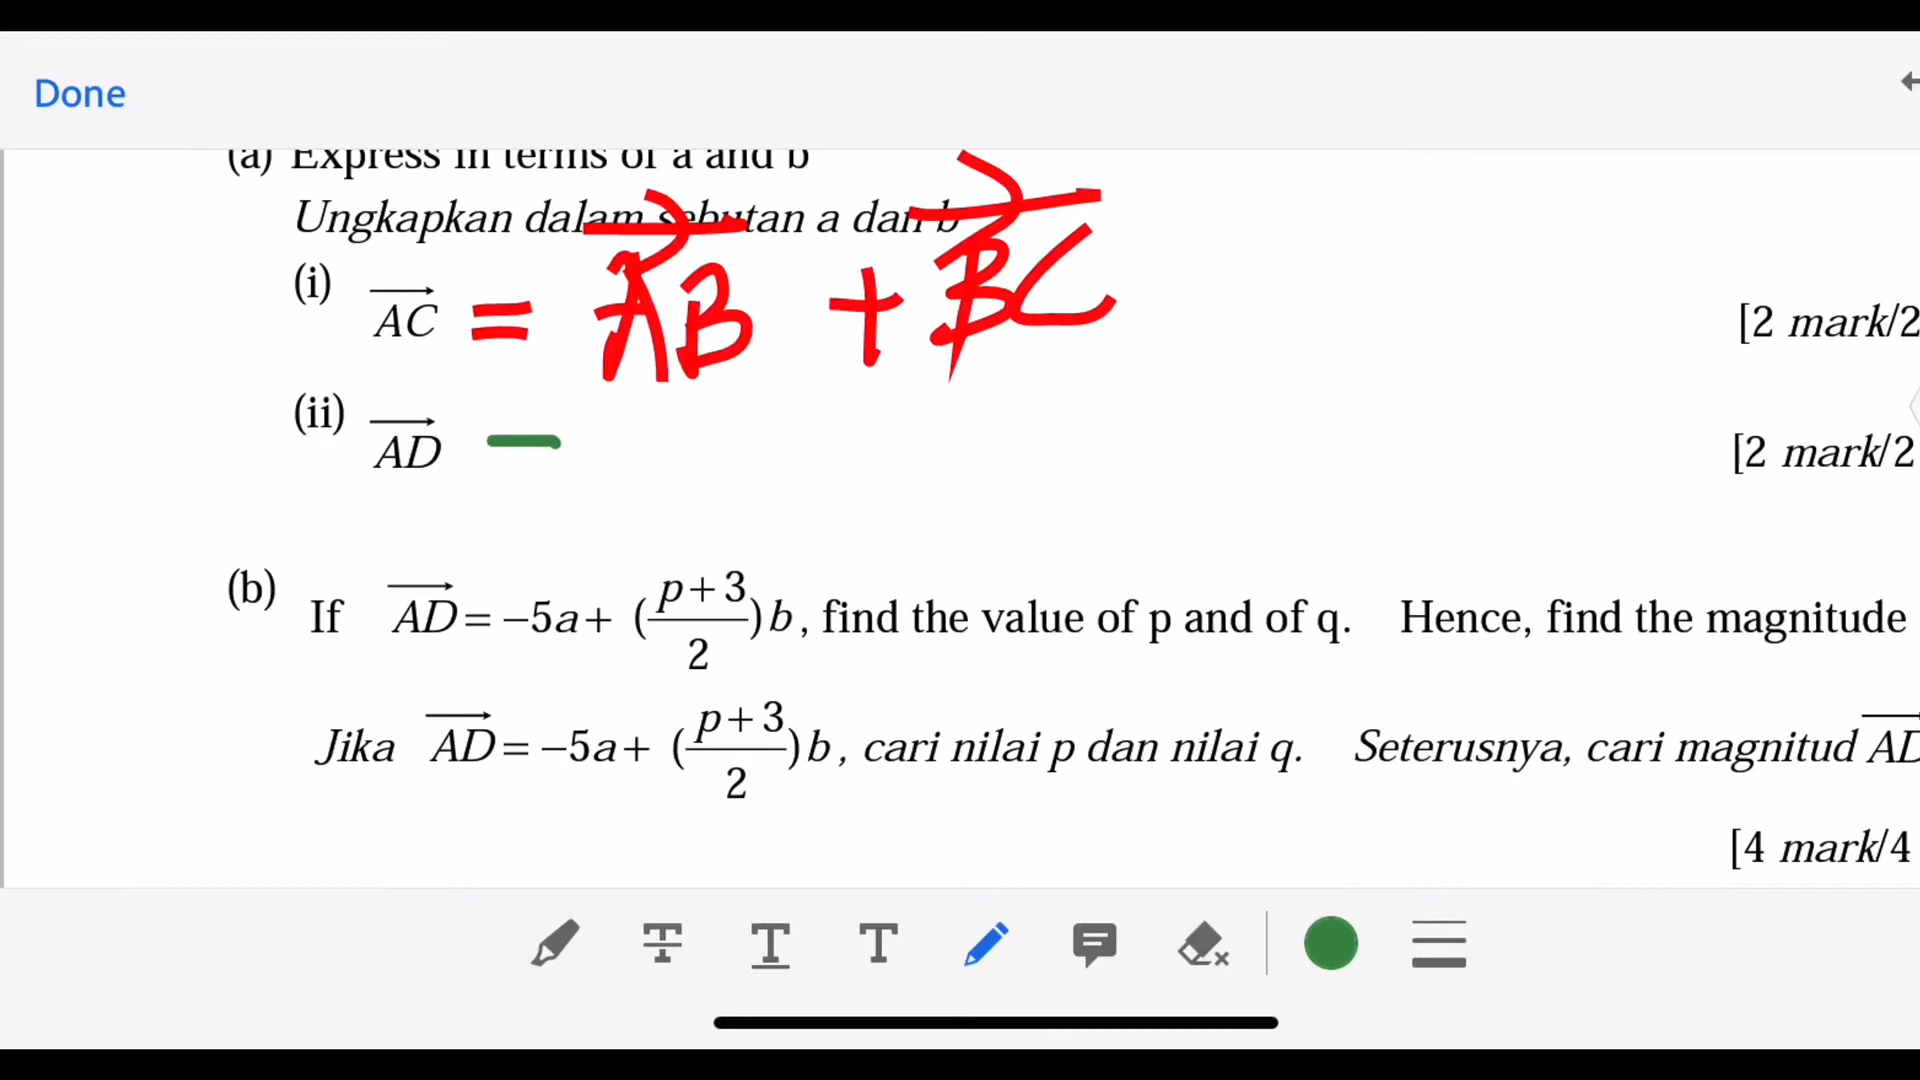 Done
(a) Express in terms of a and b
Ungkapkan dalam sebutan a dan b
(i) AC = AB + BC [2 mark/2
(ii) AD [2 mark/2
(b) If AD = −5a + (p+3/2)b, find the value of p and of q. Hence, find the magnitude
Jika AD = −5a + (p+3/2)b, cari nilai p dan nilai q. Seterusnya, cari magnitud AD
[4 mark/4